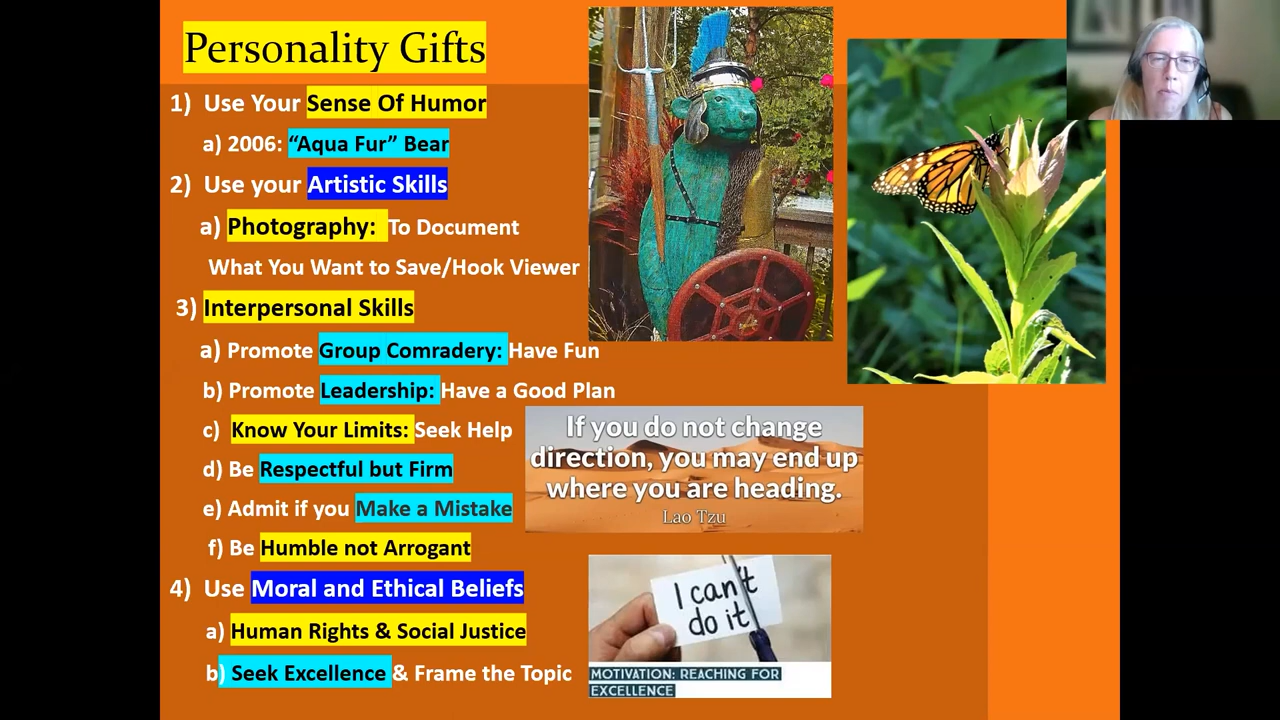 Personality Gifts
1) Use Your Sense Of Humor
a) 2006: “Aqua Fur” Bear
2) Use your Artistic Skills
a) Photography: To Document
What You Want to Save/Hook Viewer
3) Interpersonal Skills
a) Promote Group Comradery: Have Fun
b) Promote Leadership: Have a Good Plan
c) Know Your Limits: Seek Help
d) Be Respectful but Firm
e) Admit if you Make a Mistake
f) Be Humble not Arrogant
4) Use Moral and Ethical Beliefs
a) Human Rights & Social Justice
b) Seek Excellence & Frame the Topic
If you do not change
direction, you may end up
where you are heading.
Lao Tzu
I can't
do it
MOTIVATION: REACHING FOR
EXCELLENCE